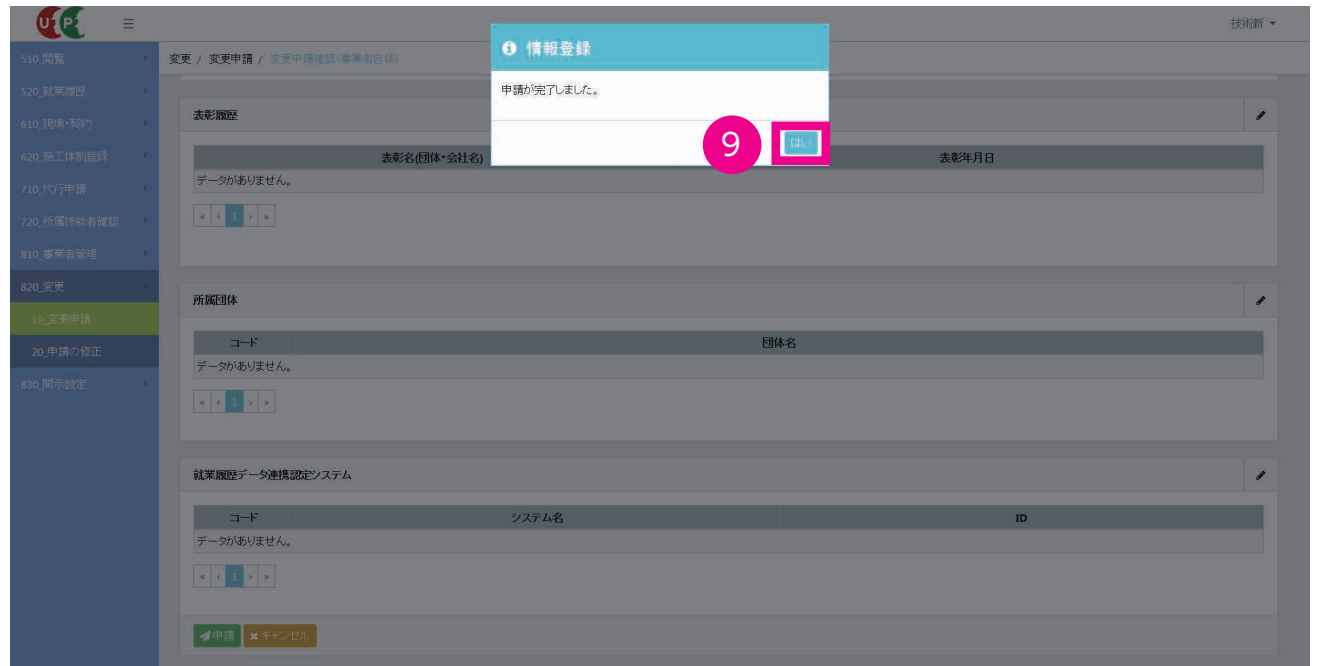 技術新
510_閲覧
520_就業履歴
610_現場・契約
620_施工体制登録
710_代行申請
720_所属技能者確認
810_事業者管理
820_変更
10_変更申請
20_申請の修正
830_開示設定
変更 / 変更申請 / 変更申請確認(事業者自体)
情報登録
申請が完了しました。
9
はい
表彰履歴
表彰名(団体・会社名) 表彰年月日
データがありません。
« ‹ 1 › »
所属団体
コード 団体名
データがありません。
« ‹ 1 › »
就業履歴データ連携認定システム
コード システム名 ID
データがありません。
« ‹ 1 › »
申請 キャンセル